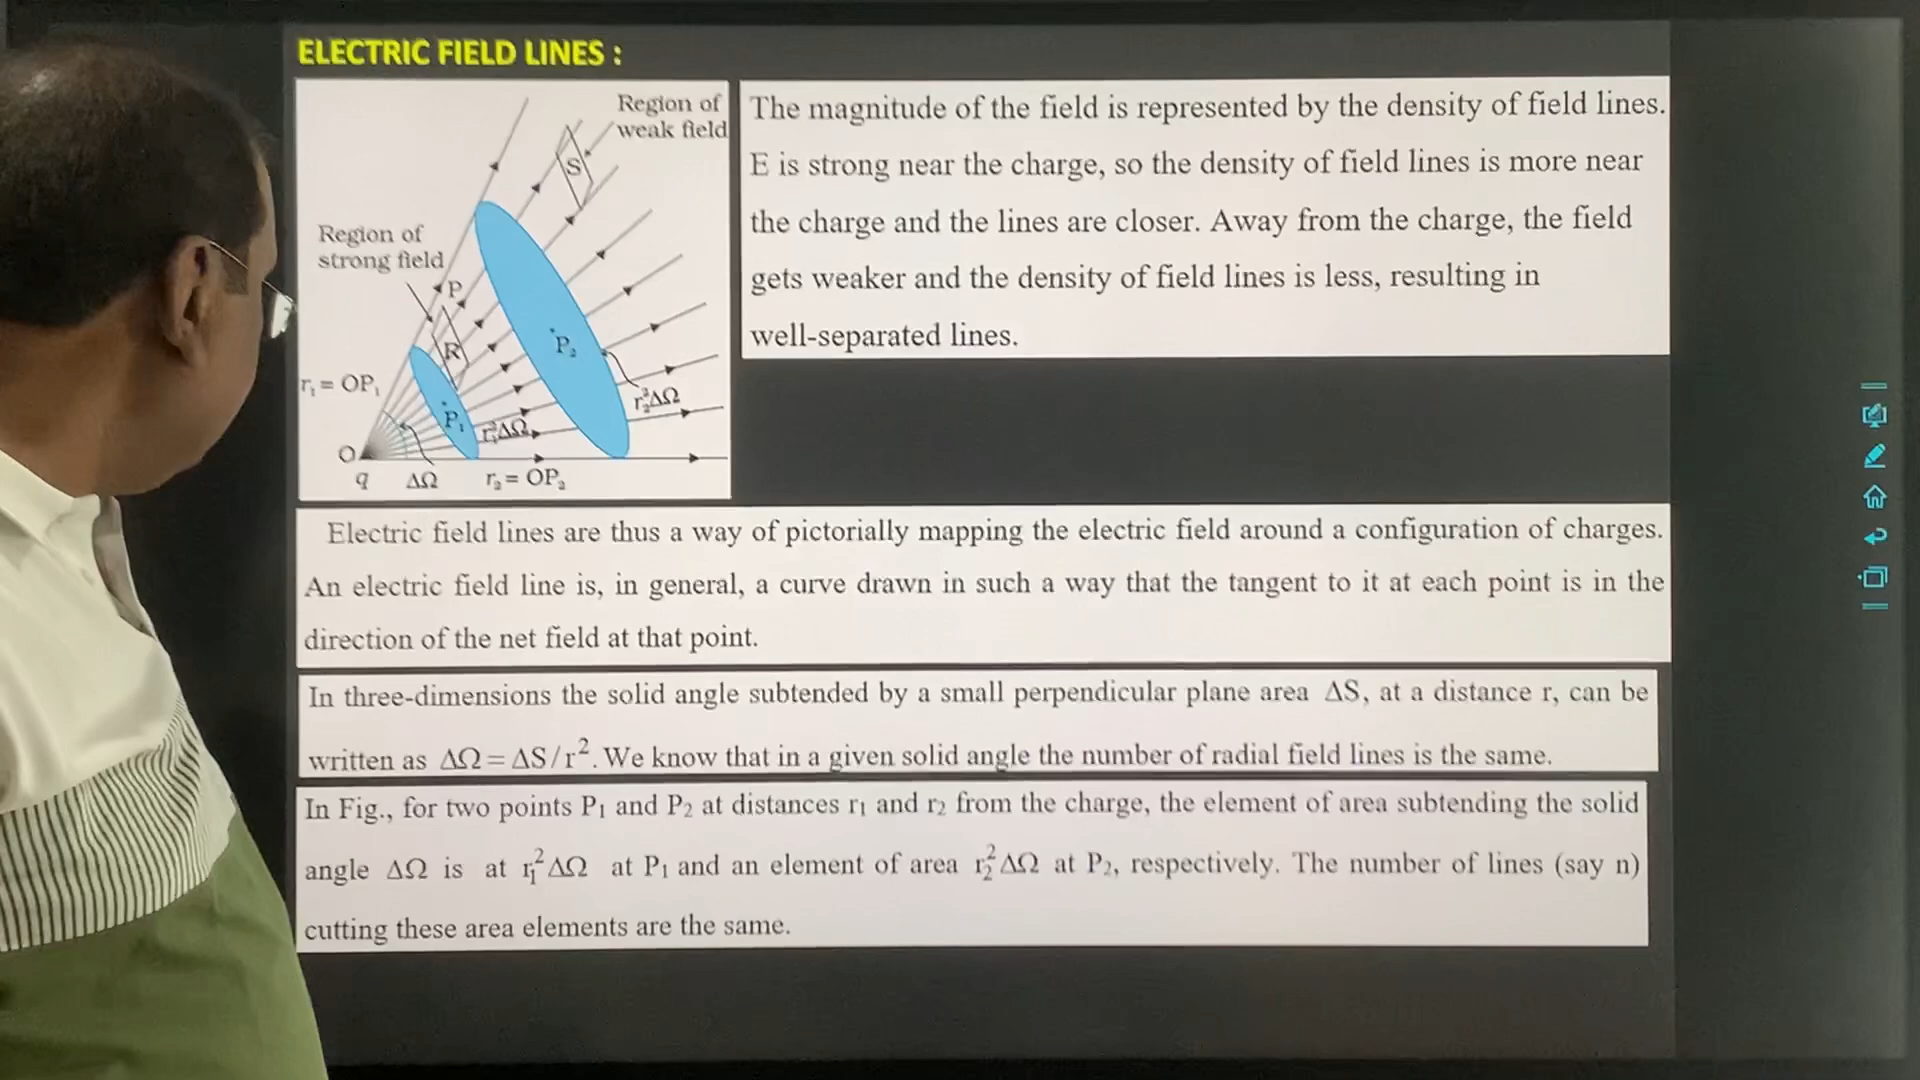 ELECTRIC FIELD LINES :
Region of
weak field
S
Region of
strong field
P
R
P₂
r₁ = OP₁
P₁
r₁²ΔΩ
r₂²ΔΩ
O
q
ΔΩ
r₂ = OP₂
The magnitude of the field is represented by the density of field lines.
E is strong near the charge, so the density of field lines is more near
the charge and the lines are closer. Away from the charge, the field
gets weaker and the density of field lines is less, resulting in
well-separated lines.
Electric field lines are thus a way of pictorially mapping the electric field around a configuration of charges.
An electric field line is, in general, a curve drawn in such a way that the tangent to it at each point is in the
direction of the net field at that point.
In three-dimensions the solid angle subtended by a small perpendicular plane area ΔS, at a distance r, can be
written as ΔΩ = ΔS / r². We know that in a given solid angle the number of radial field lines is the same.
In Fig., for two points P₁ and P₂ at distances r₁ and r₂ from the charge, the element of area subtending the solid
angle ΔΩ is at r₁²ΔΩ at P₁ and an element of area r₂²ΔΩ at P₂, respectively. The number of lines (say n)
cutting these area elements are the same.